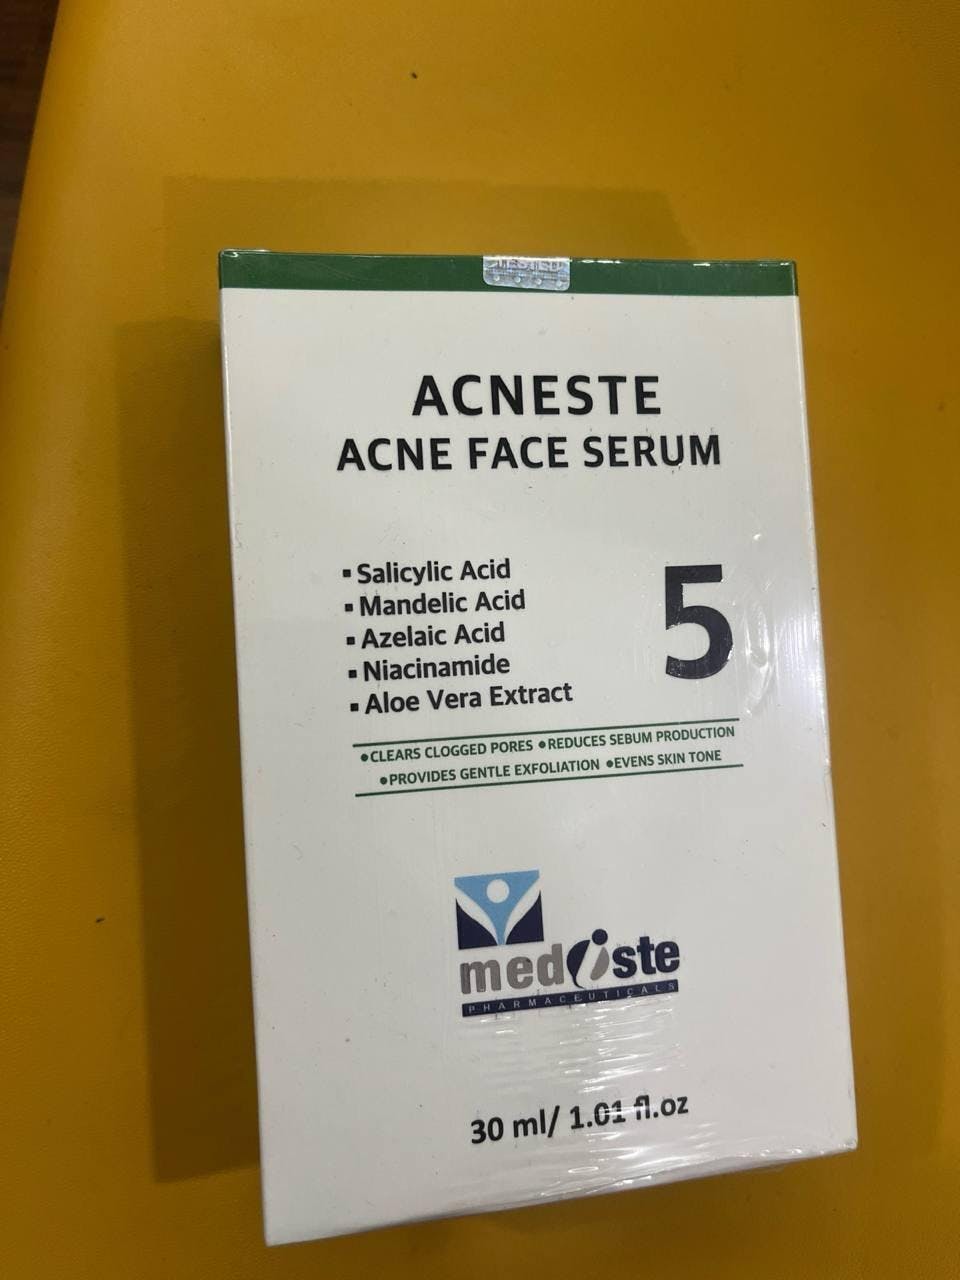 TESTED
ACNESTE
ACNE FACE SERUM
▪ Salicylic Acid
▪ Mandelic Acid
▪ Azelaic Acid
▪ Niacinamide
▪ Aloe Vera Extract
5
●CLEARS CLOGGED PORES ●REDUCES SEBUM PRODUCTION
●PROVIDES GENTLE EXFOLIATION ●EVENS SKIN TONE
mediste
PHARMACEUTICALS
30 ml/ 1.01 fl.oz